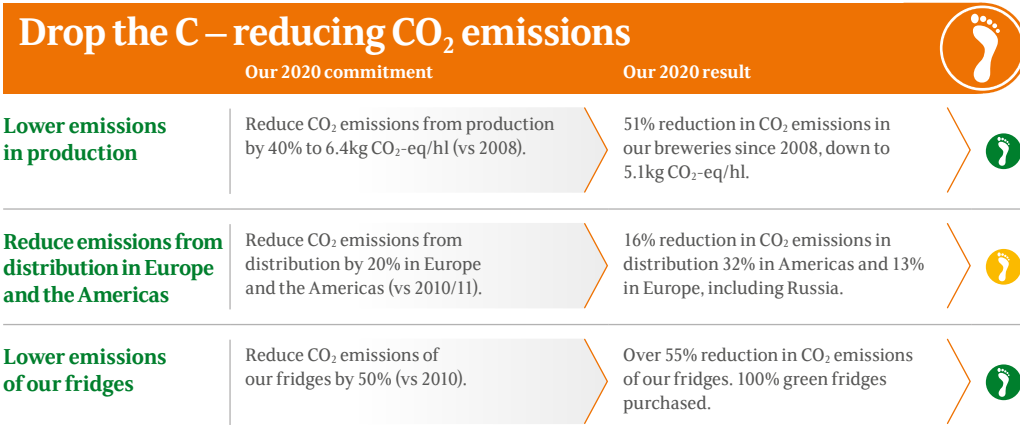 Drop the C – reducing CO₂ emissions
Our 2020 commitment
Our 2020 result
Lower emissions
in production
Reduce CO₂ emissions from production
by 40% to 6.4kg CO₂-eq/hl (vs 2008).
51% reduction in CO₂ emissions in
our breweries since 2008, down to
5.1kg CO₂-eq/hl.
Reduce emissions from
distribution in Europe
and the Americas
Reduce CO₂ emissions from
distribution by 20% in Europe
and the Americas (vs 2010/11).
16% reduction in CO₂ emissions in
distribution 32% in Americas and 13%
in Europe, including Russia.
Lower emissions
of our fridges
Reduce CO₂ emissions of
our fridges by 50% (vs 2010).
Over 55% reduction in CO₂ emissions
of our fridges. 100% green fridges
purchased.